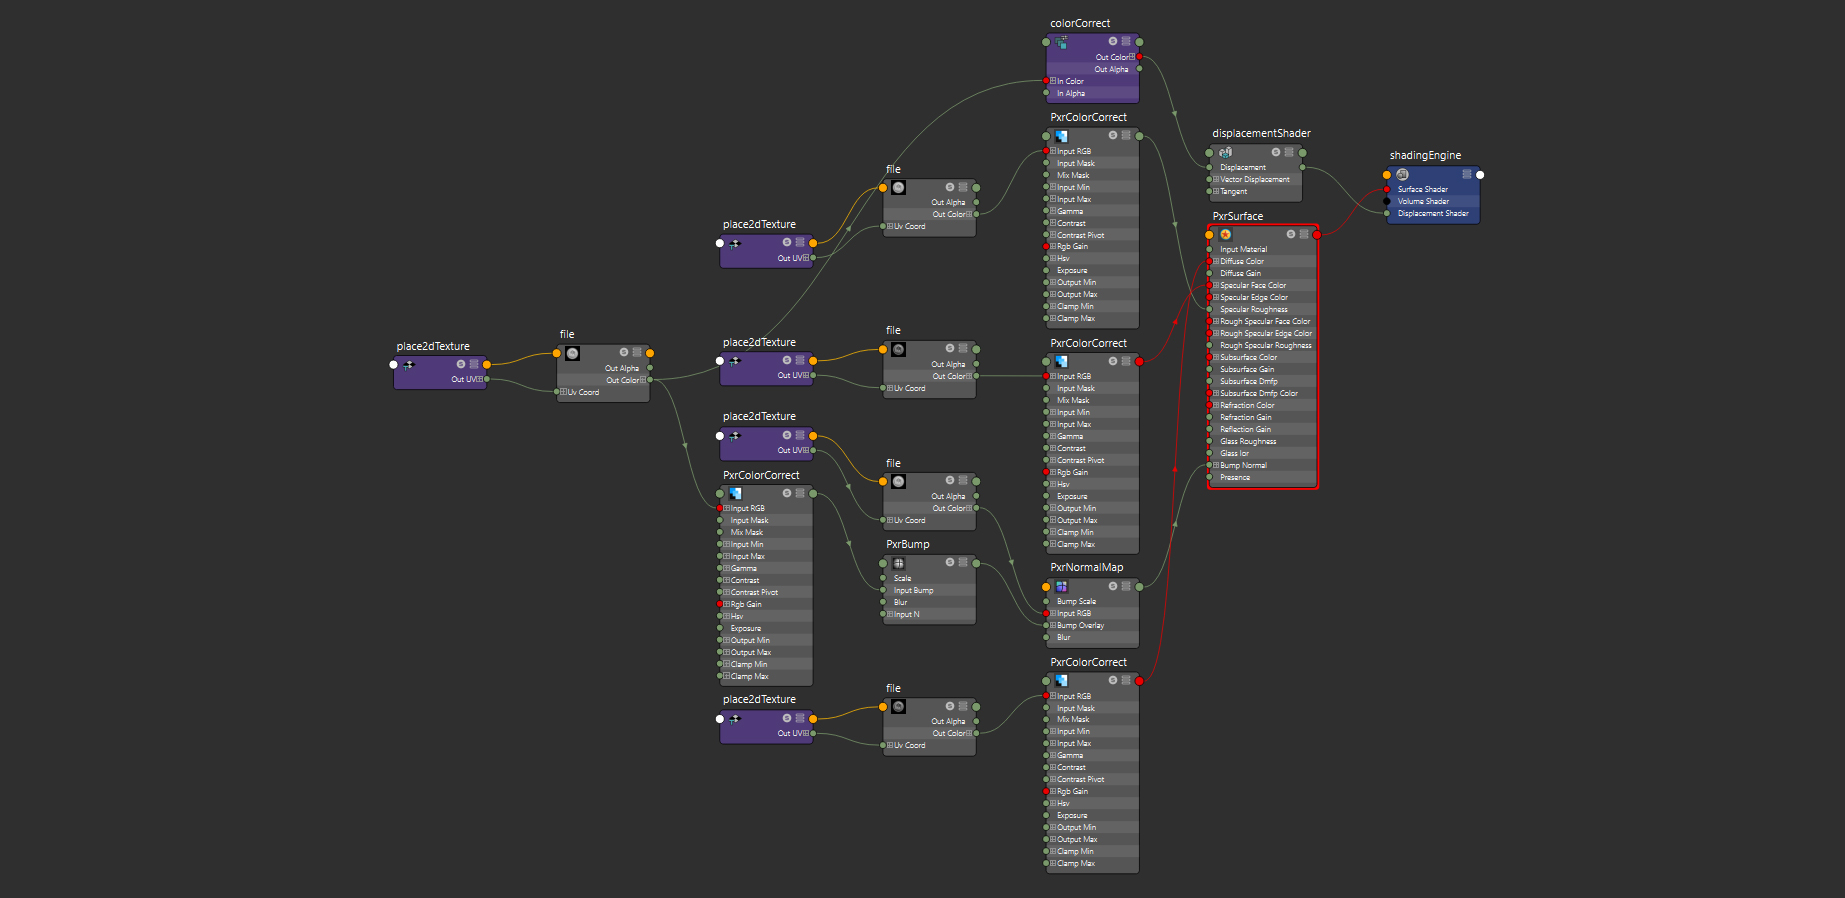 place2dTexture
Out UV
file
Out Alpha
Out Color
Uv Coord
place2dTexture
Out UV
place2dTexture
Out UV
place2dTexture
Out UV
PxrColorCorrect
Input RGB
Input Mask
Mix Mask
Input Min
Input Max
Gamma
Contrast
Contrast Pivot
Rgb Gain
Hsv
Exposure
Output Min
Output Max
Clamp Min
Clamp Max
place2dTexture
Out UV
file
Out Alpha
Out Color
Uv Coord
file
Out Alpha
Out Color
Uv Coord
file
Out Alpha
Out Color
Uv Coord
PxrBump
Scale
Input Bump
Blur
Input N
file
Out Alpha
Out Color
Uv Coord
colorCorrect
Out Color
Out Alpha
In Color
In Alpha
PxrColorCorrect
Input RGB
Input Mask
Mix Mask
Input Min
Input Max
Gamma
Contrast
Contrast Pivot
Rgb Gain
Hsv
Exposure
Output Min
Output Max
Clamp Min
Clamp Max
PxrColorCorrect
Input RGB
Input Mask
Mix Mask
Input Min
Input Max
Gamma
Contrast
Contrast Pivot
Rgb Gain
Hsv
Exposure
Output Min
Output Max
Clamp Min
Clamp Max
PxrNormalMap
Bump Scale
Input RGB
Bump Overlay
Blur
PxrColorCorrect
Input RGB
Input Mask
Mix Mask
Input Min
Input Max
Gamma
Contrast
Contrast Pivot
Rgb Gain
Hsv
Exposure
Output Min
Output Max
Clamp Min
Clamp Max
displacementShader
Displacement
Vector Displacement
Tangent
PxrSurface
Input Material
Diffuse Color
Diffuse Gain
Specular Face Color
Specular Edge Color
Specular Roughness
Rough Specular Face Color
Rough Specular Edge Color
Rough Specular Roughness
Subsurface Color
Subsurface Gain
Subsurface Dmfp
Subsurface Dmfp Color
Refraction Color
Refraction Gain
Reflection Gain
Glass Roughness
Glass Ior
Bump Normal
Presence
shadingEngine
Surface Shader
Volume Shader
Displacement Shader